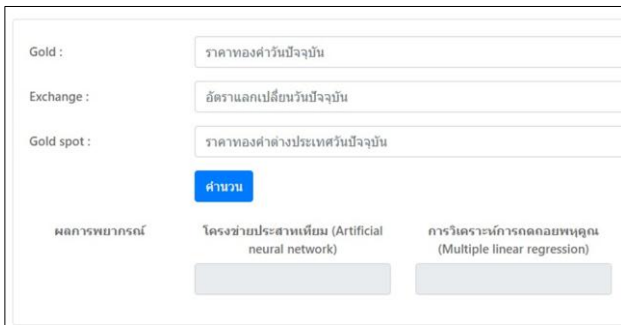 Gold : ราคาทองคำวันปัจจุบัน
Exchange : อัตราแลกเปลี่ยนวันปัจจุบัน
Gold spot : ราคาทองคำต่างประเทศวันปัจจุบัน
คำนวน
ผลการพยากรณ์
โครงข่ายประสาทเทียม (Artificial
neural network)
การวิเคราะห์การถดถอยพหุคูณ
(Multiple linear regression)